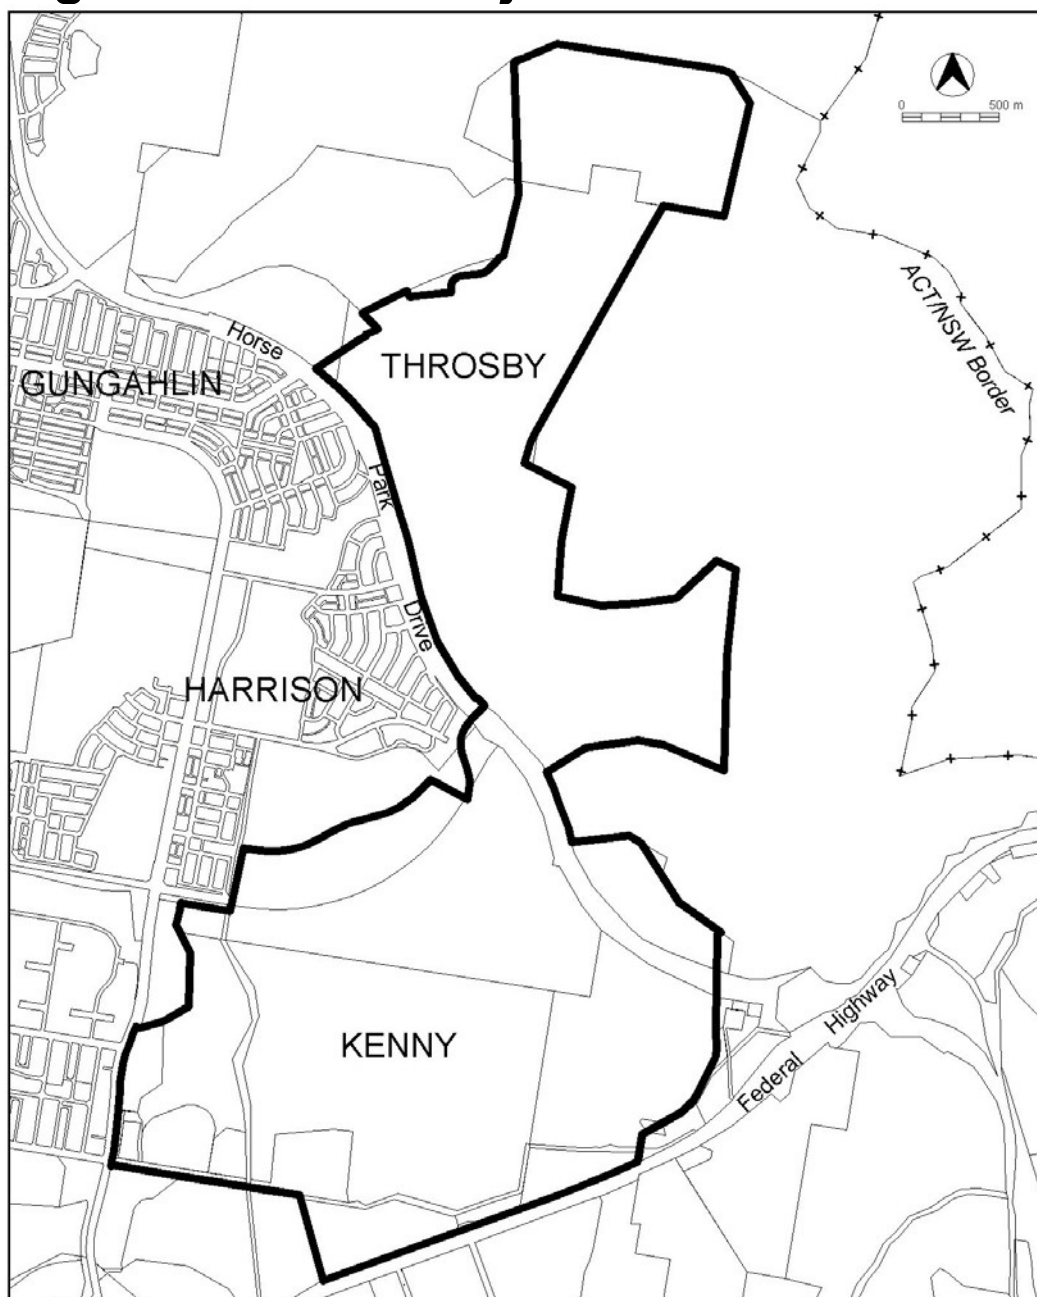 0 500 m
ACT/NSW Border
Horse
THROSBY
GUNGAHLIN
Park
Drive
HARRISON
KENNY
Federal Highway